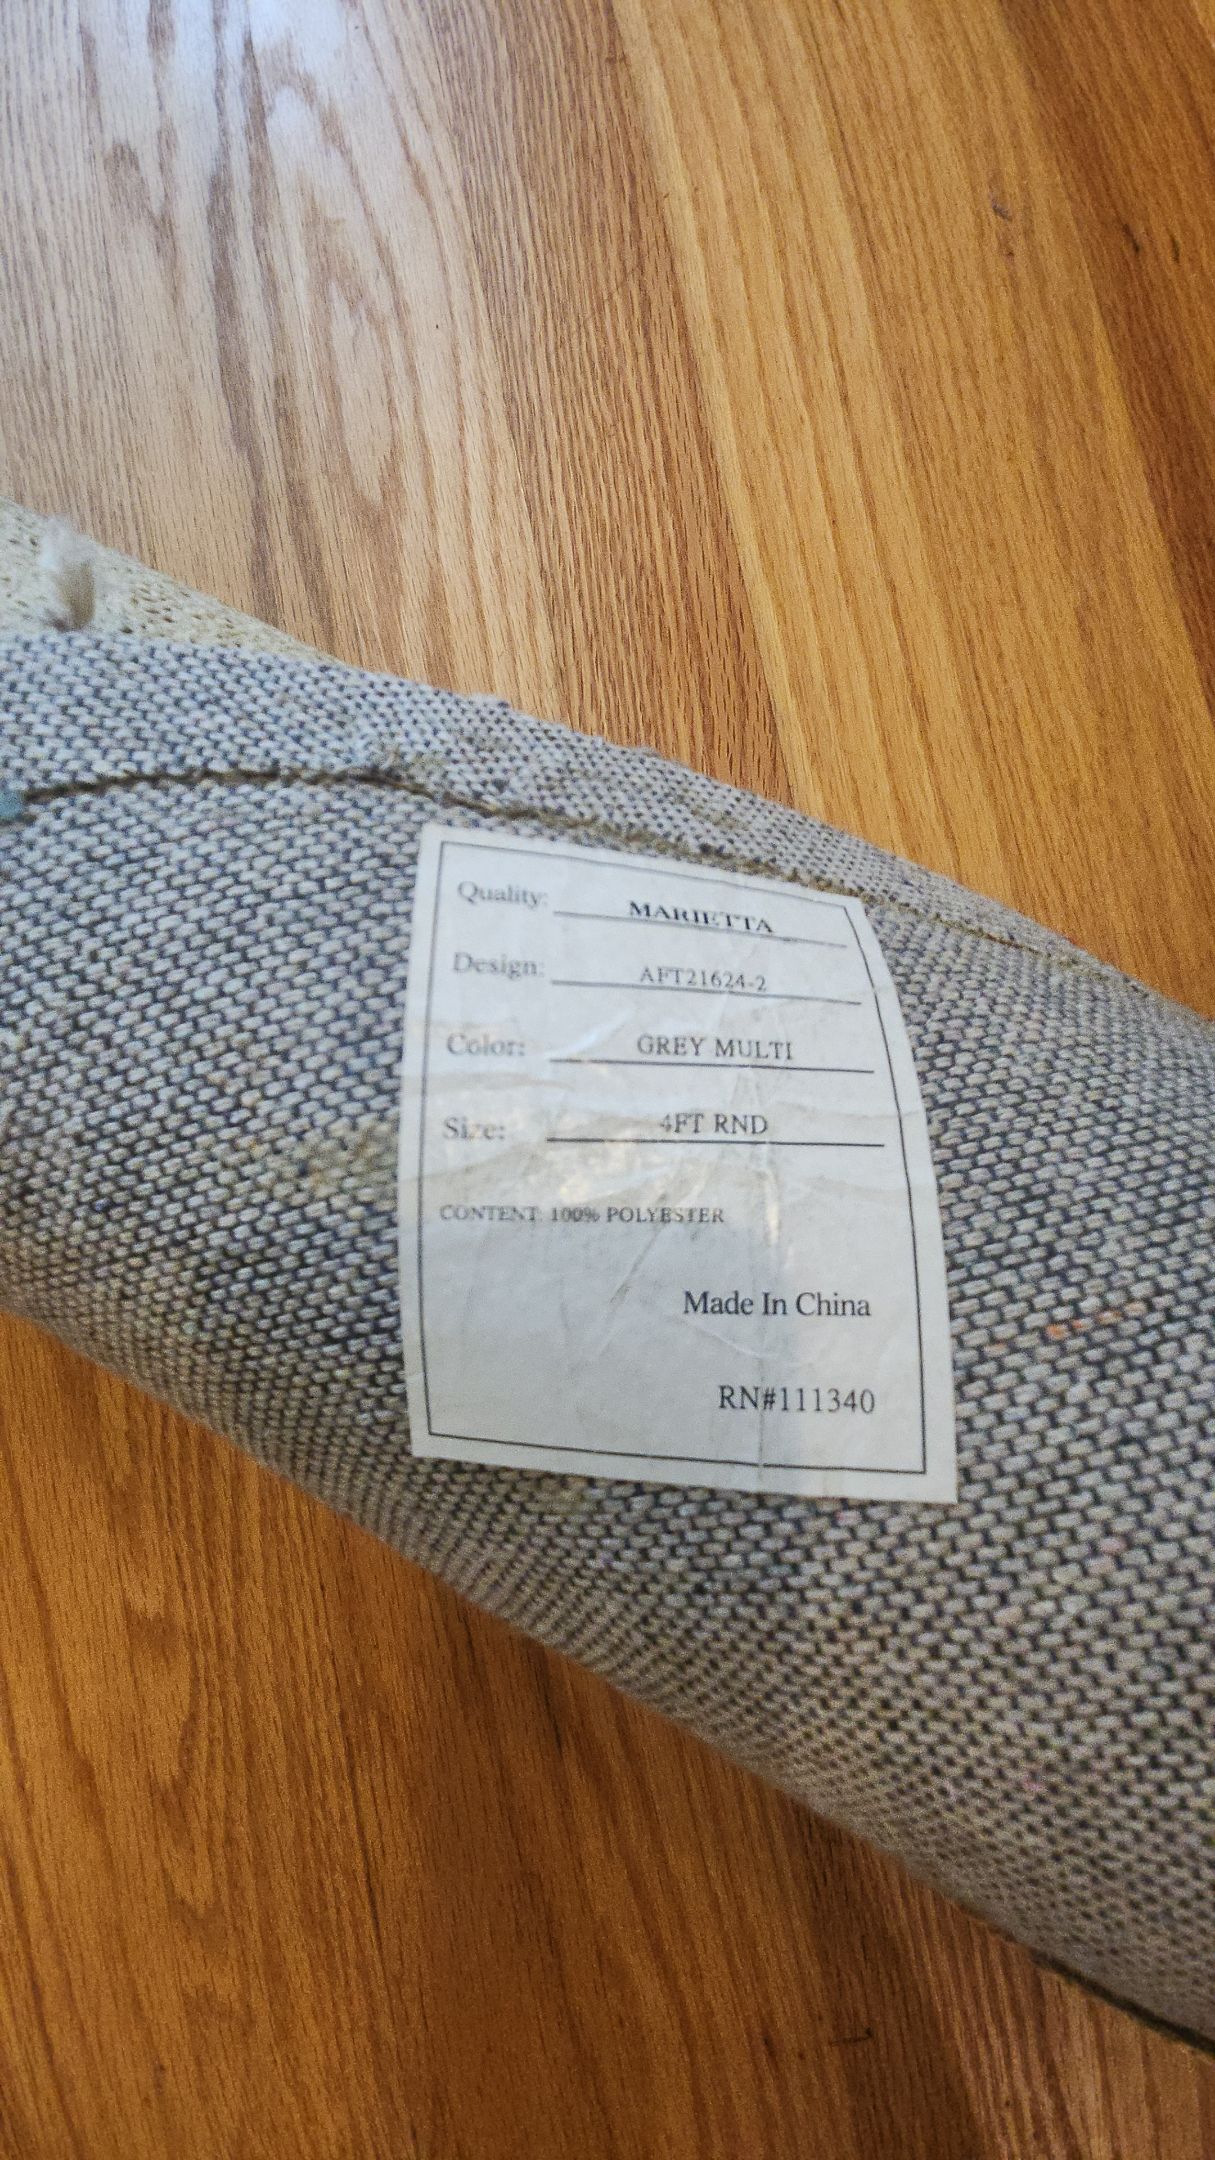 Quality: MARIETTA
Design: AFT21624-2
Color: GREY MULTI
Size: 4FT RND
CONTENT: 100% POLYESTER
Made In China
RN#111340